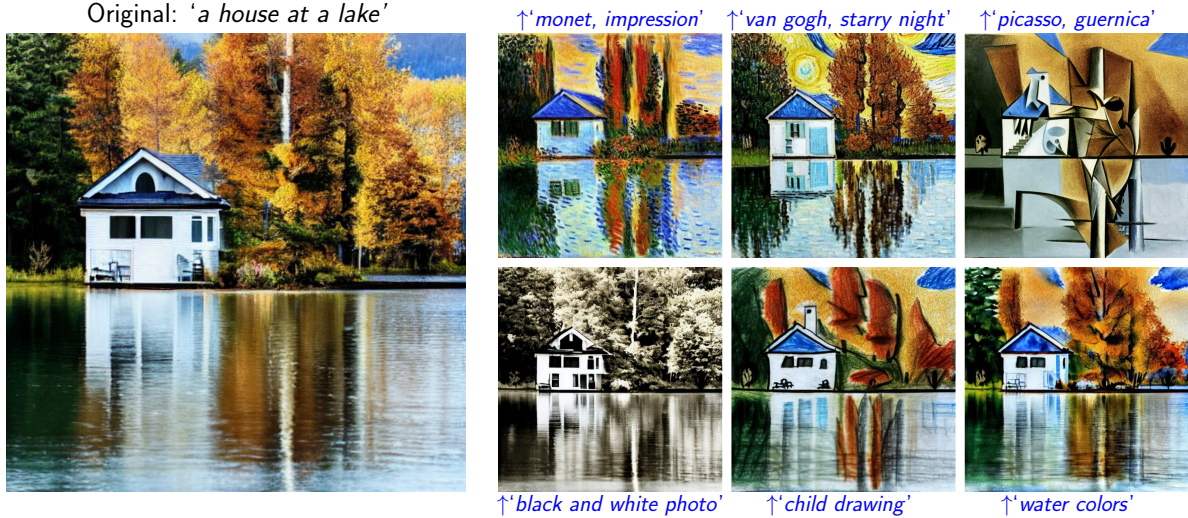 Original: ‘a house at a lake’
↑‘monet, impression’
↑‘van gogh, starry night’
↑‘picasso, guernica’
↑‘black and white photo’
↑‘child drawing’
↑‘water colors’